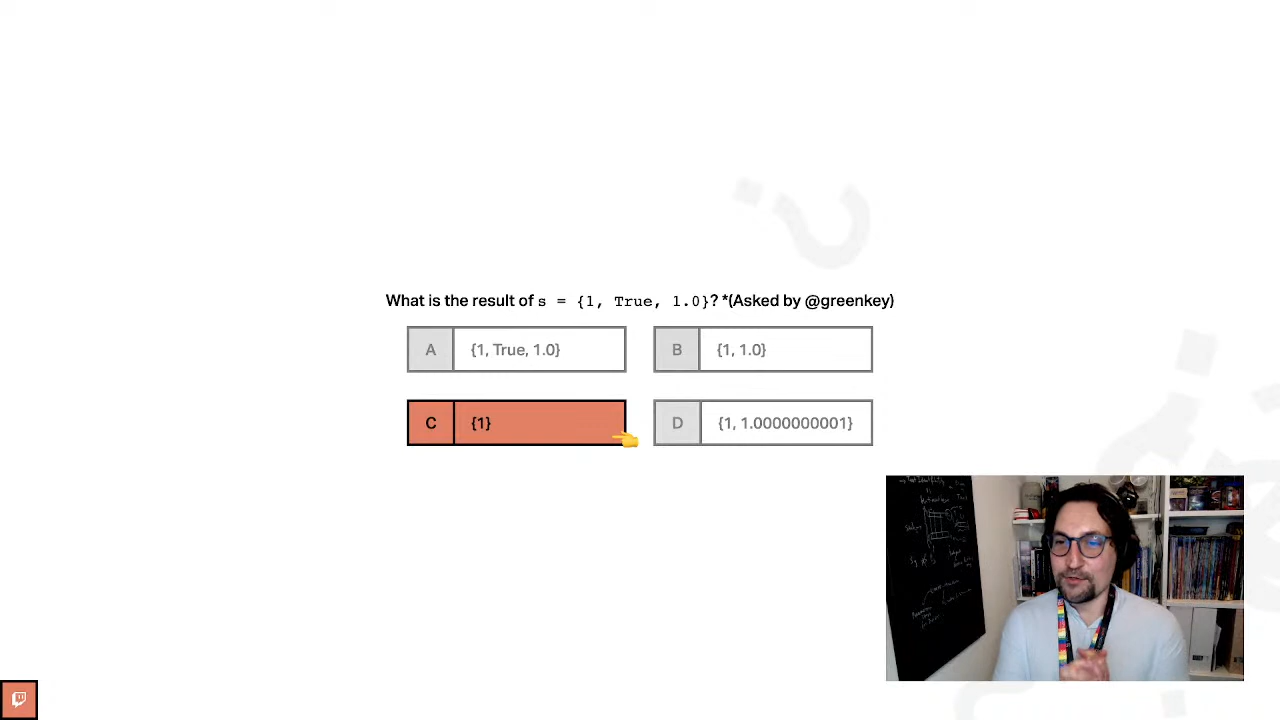 What is the result of s = {1, True, 1.0}? *(Asked by @greenkey)
A {1, True, 1.0}
B {1, 1.0}
C {1}
D {1, 1.0000000001}